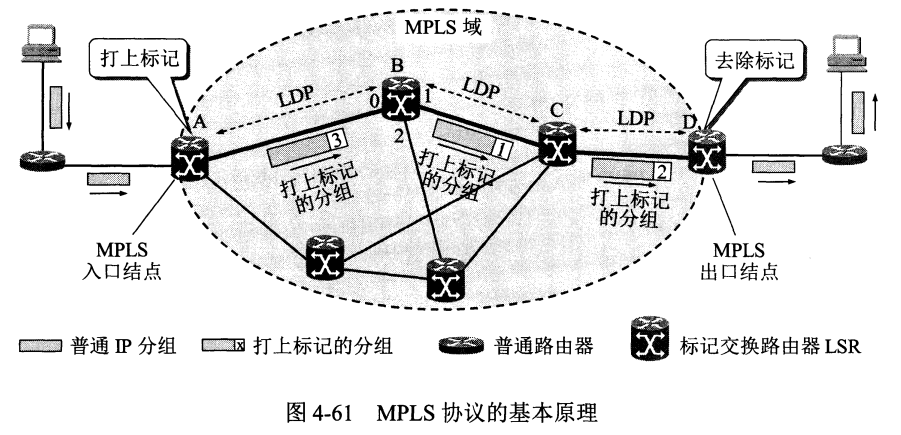 MPLS 域
打上标记
去除标记
B
LDP
LDP
0
1
A
C
LDP
D
2
3
1
2
打上标记
的分组
打上标记
的分组
打上标记
的分组
MPLS
入口结点
MPLS
出口结点
普通 IP 分组
x
打上标记的分组
普通路由器
标记交换路由器 LSR
图 4-61 MPLS 协议的基本原理